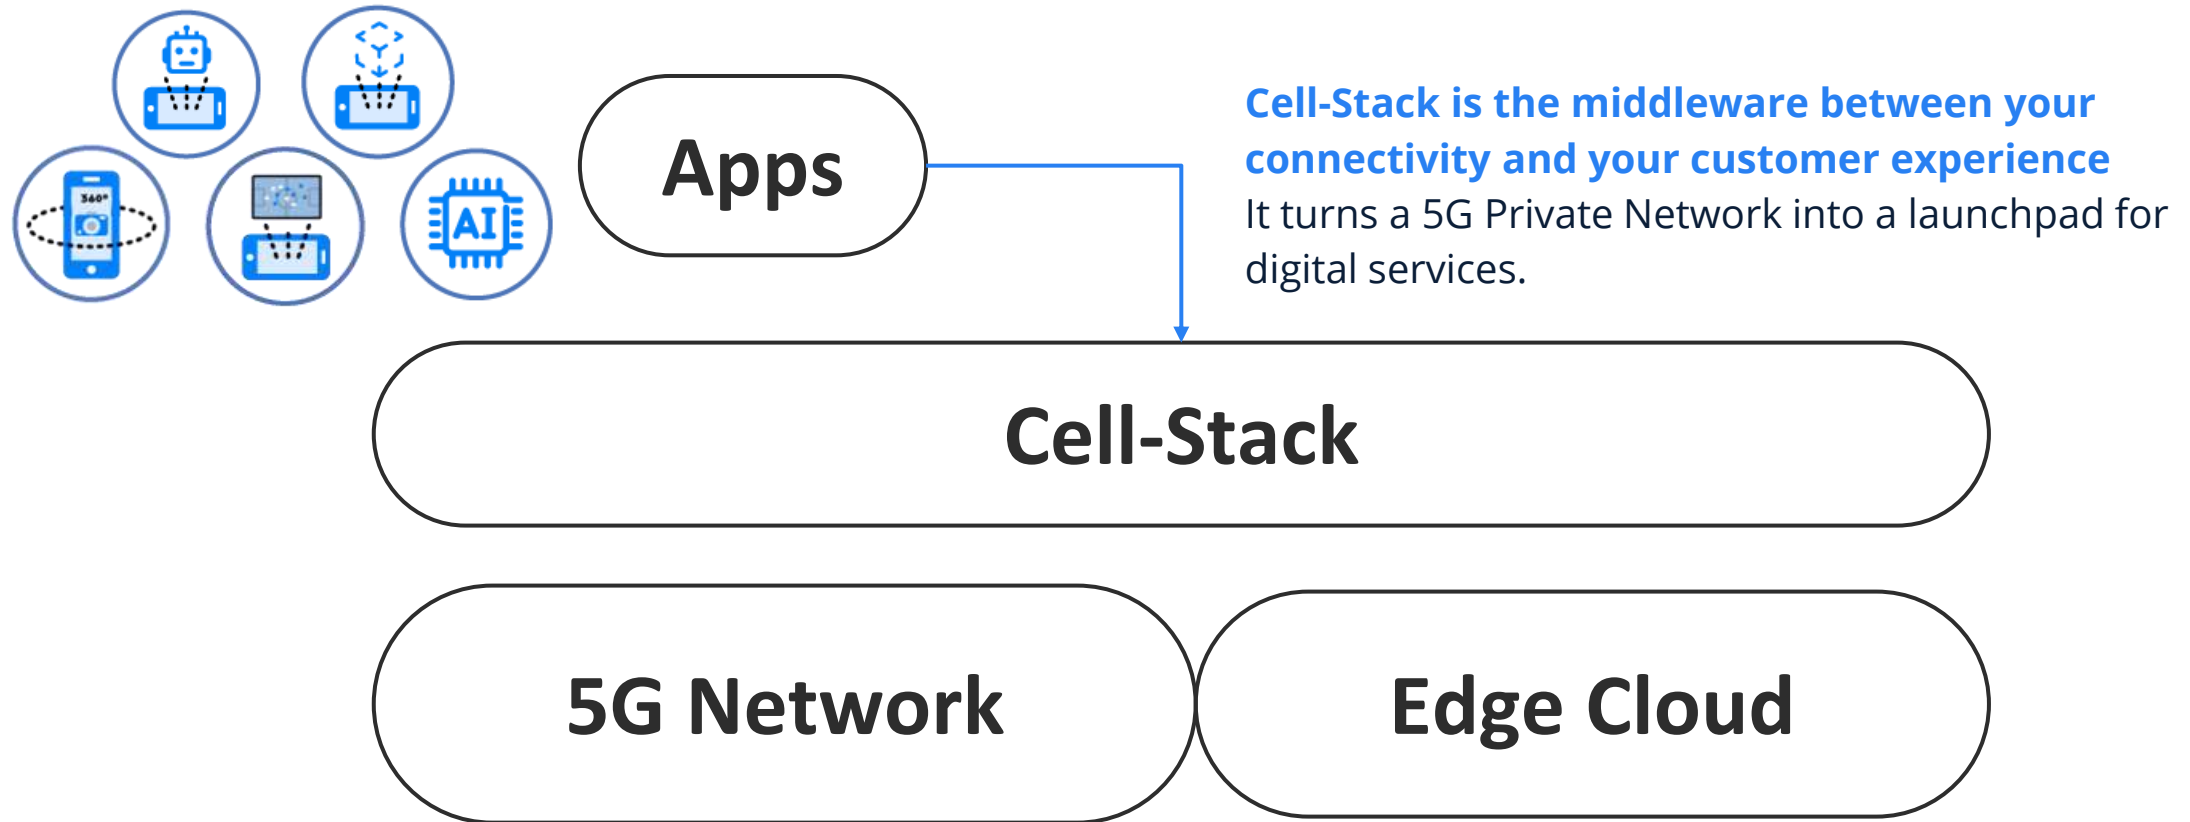 360°
AI
Apps
Cell-Stack is the middleware between your
connectivity and your customer experience
It turns a 5G Private Network into a launchpad for
digital services.
Cell-Stack
5G Network
Edge Cloud